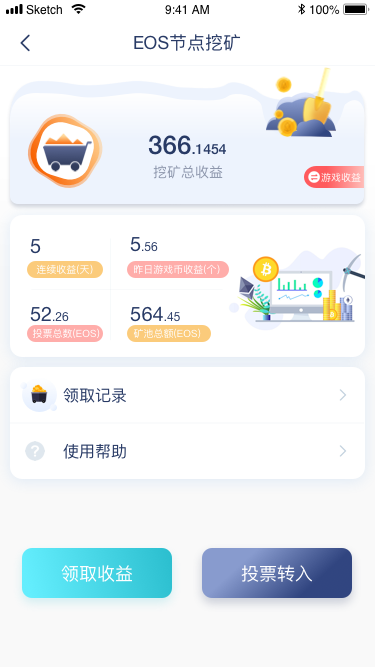 Sketch 9:41 AM 100%
EOS节点挖矿
366.1454
挖矿总收益
游戏收益
5 5.56
连续收益(天) 昨日游戏币收益(个)
52.26 564.45
投票总数(EOS) 矿池总额(EOS)
领取记录
? 使用帮助
领取收益 投票转入